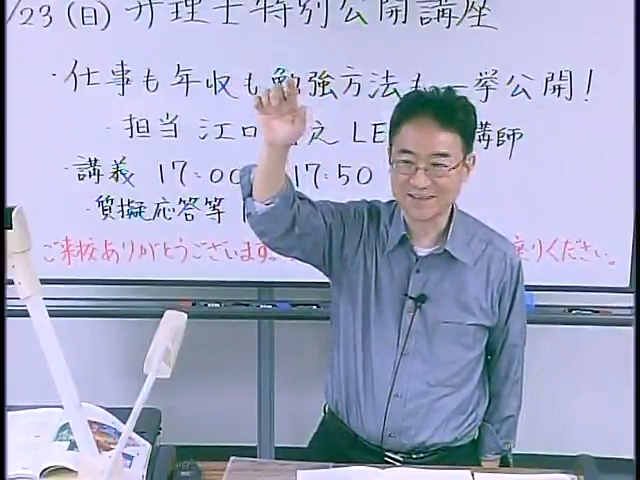 /23(日)弁理士特別公開講座
・仕事も年収も勉強方法も一挙公開!
・担当 江口 之 LE 講師
・講義 17:00 17:50
・質擬応答等
ご来校ありがとうございます。 座りください。